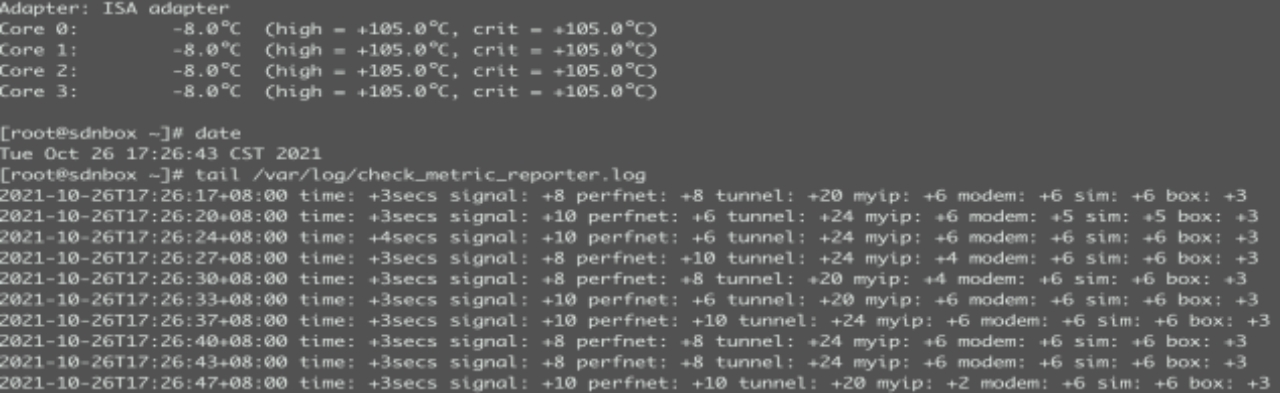 Adapter: ISA adapter
Core 0: -8.0°C (high = +105.0°C, crit = +105.0°C)
Core 1: -8.0°C (high = +105.0°C, crit = +105.0°C)
Core 2: -8.0°C (high = +105.0°C, crit = +105.0°C)
Core 3: -8.0°C (high = +105.0°C, crit = +105.0°C)
[root@sdnbox ~]# date
Tue Oct 26 17:26:43 CST 2021
[root@sdnbox ~]# tail /var/log/check_metric_reporter.log
2021-10-26T17:26:17+08:00 time: +3secs signal: +8 perfnet: +8 tunnel: +20 myip: +6 modem: +6 sim: +6 box: +3
2021-10-26T17:26:20+08:00 time: +3secs signal: +10 perfnet: +6 tunnel: +24 myip: +6 modem: +5 sim: +5 box: +3
2021-10-26T17:26:24+08:00 time: +4secs signal: +10 perfnet: +6 tunnel: +24 myip: +6 modem: +6 sim: +6 box: +3
2021-10-26T17:26:27+08:00 time: +3secs signal: +8 perfnet: +10 tunnel: +24 myip: +4 modem: +6 sim: +6 box: +3
2021-10-26T17:26:30+08:00 time: +3secs signal: +8 perfnet: +8 tunnel: +20 myip: +4 modem: +6 sim: +6 box: +3
2021-10-26T17:26:33+08:00 time: +3secs signal: +10 perfnet: +6 tunnel: +20 myip: +6 modem: +6 sim: +6 box: +3
2021-10-26T17:26:37+08:00 time: +3secs signal: +10 perfnet: +10 tunnel: +24 myip: +6 modem: +6 sim: +6 box: +3
2021-10-26T17:26:40+08:00 time: +3secs signal: +8 perfnet: +8 tunnel: +24 myip: +6 modem: +6 sim: +6 box: +3
2021-10-26T17:26:43+08:00 time: +3secs signal: +8 perfnet: +8 tunnel: +24 myip: +6 modem: +6 sim: +6 box: +3
2021-10-26T17:26:47+08:00 time: +3secs signal: +10 perfnet: +10 tunnel: +20 myip: +2 modem: +6 sim: +6 box: +3